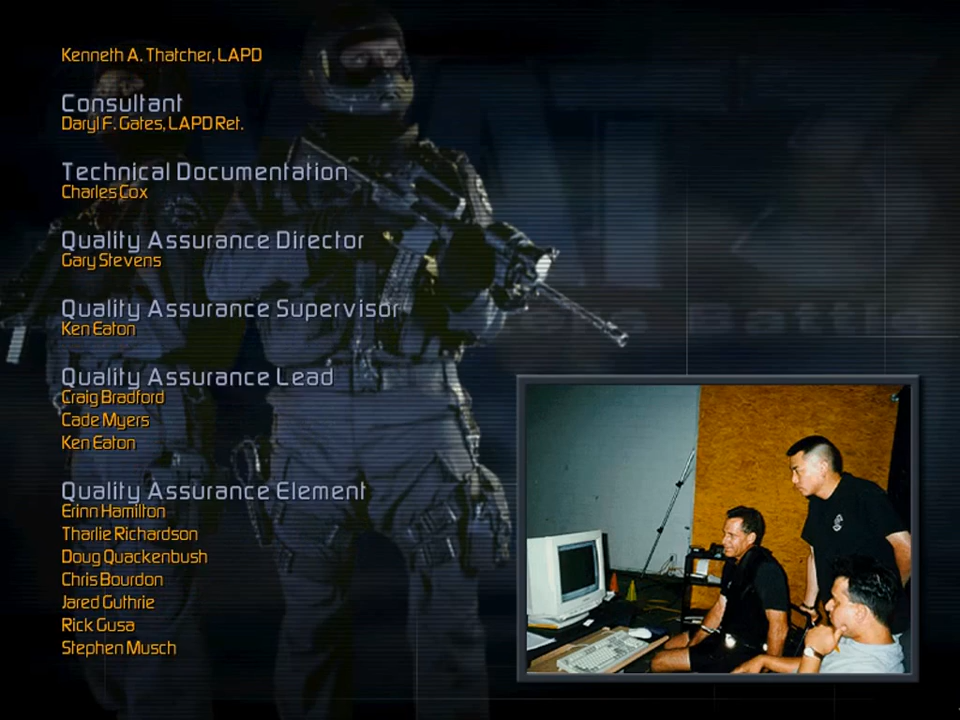 Kenneth A. Thatcher, LAPD
Consultant
Daryl F. Gates, LAPD Ret.
Technical Documentation
Charles Cox
Quality Assurance Director
Gary Stevens
Quality Assurance Supervisor
Ken Eaton
Quality Assurance Lead
Craig Bradford
Cade Myers
Ken Eaton
Quality Assurance Element
Erinn Hamilton
Tharlie Richardson
Doug Quackenbush
Chris Bourdon
Jared Guthrie
Rick Gusa
Stephen Musch